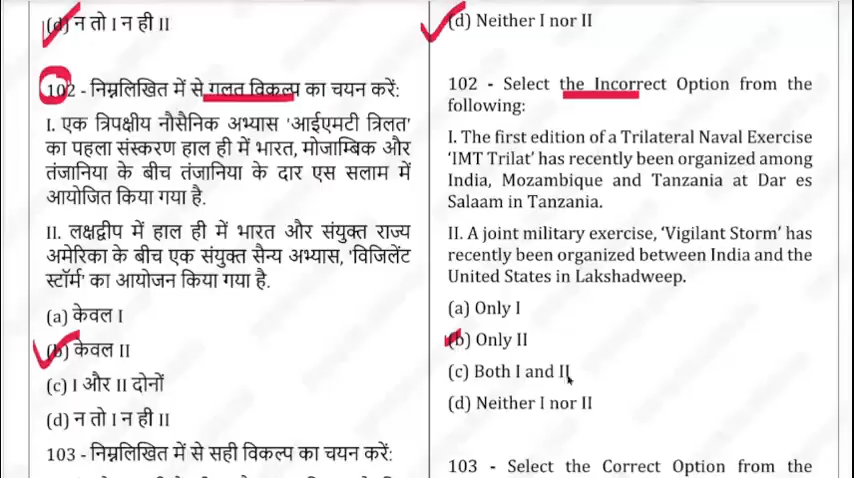 (d) न तो I न ही II
102 - निम्नलिखित में से गलत विकल्प का चयन करें:
I. एक त्रिपक्षीय नौसैनिक अभ्यास 'आईएमटी त्रिलत'
का पहला संस्करण हाल ही में भारत, मोजाम्बिक और
तंजानिया के बीच तंजानिया के दार एस सलाम में
आयोजित किया गया है.
II. लक्षद्वीप में हाल ही में भारत और संयुक्त राज्य
अमेरिका के बीच एक संयुक्त सैन्य अभ्यास, 'विजिलेंट
स्टॉर्म' का आयोजन किया गया है.
(a) केवल I
(b) केवल II
(c) I और II दोनों
(d) न तो I न ही II
103 - निम्नलिखित में से सही विकल्प का चयन करें:
(d) Neither I nor II
102 - Select the Incorrect Option from the
following:
I. The first edition of a Trilateral Naval Exercise
‘IMT Trilat’ has recently been organized among
India, Mozambique and Tanzania at Dar es
Salaam in Tanzania.
II. A joint military exercise, ‘Vigilant Storm’ has
recently been organized between India and the
United States in Lakshadweep.
(a) Only I
(b) Only II
(c) Both I and II
(d) Neither I nor II
103 - Select the Correct Option from the